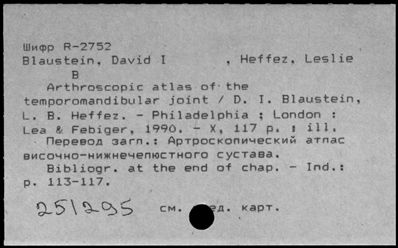 Шифр R-2752
Blaustein, David I , Heffez, Leslie
B
Arthroscopic atlas of the
temporomandibular joint / D. I. Blaustein,
L. B. Heffez. - Philadelphia ; London :
Lea & Febiger, 1990. - X, 117 p. : ill.
Перевод загл.: Артроскопический атлас
височно-нижнечелюстного сустава.
Bibliogr. at the end of chap. - Ind.:
p. 113-117.
251295 см. ред. карт.